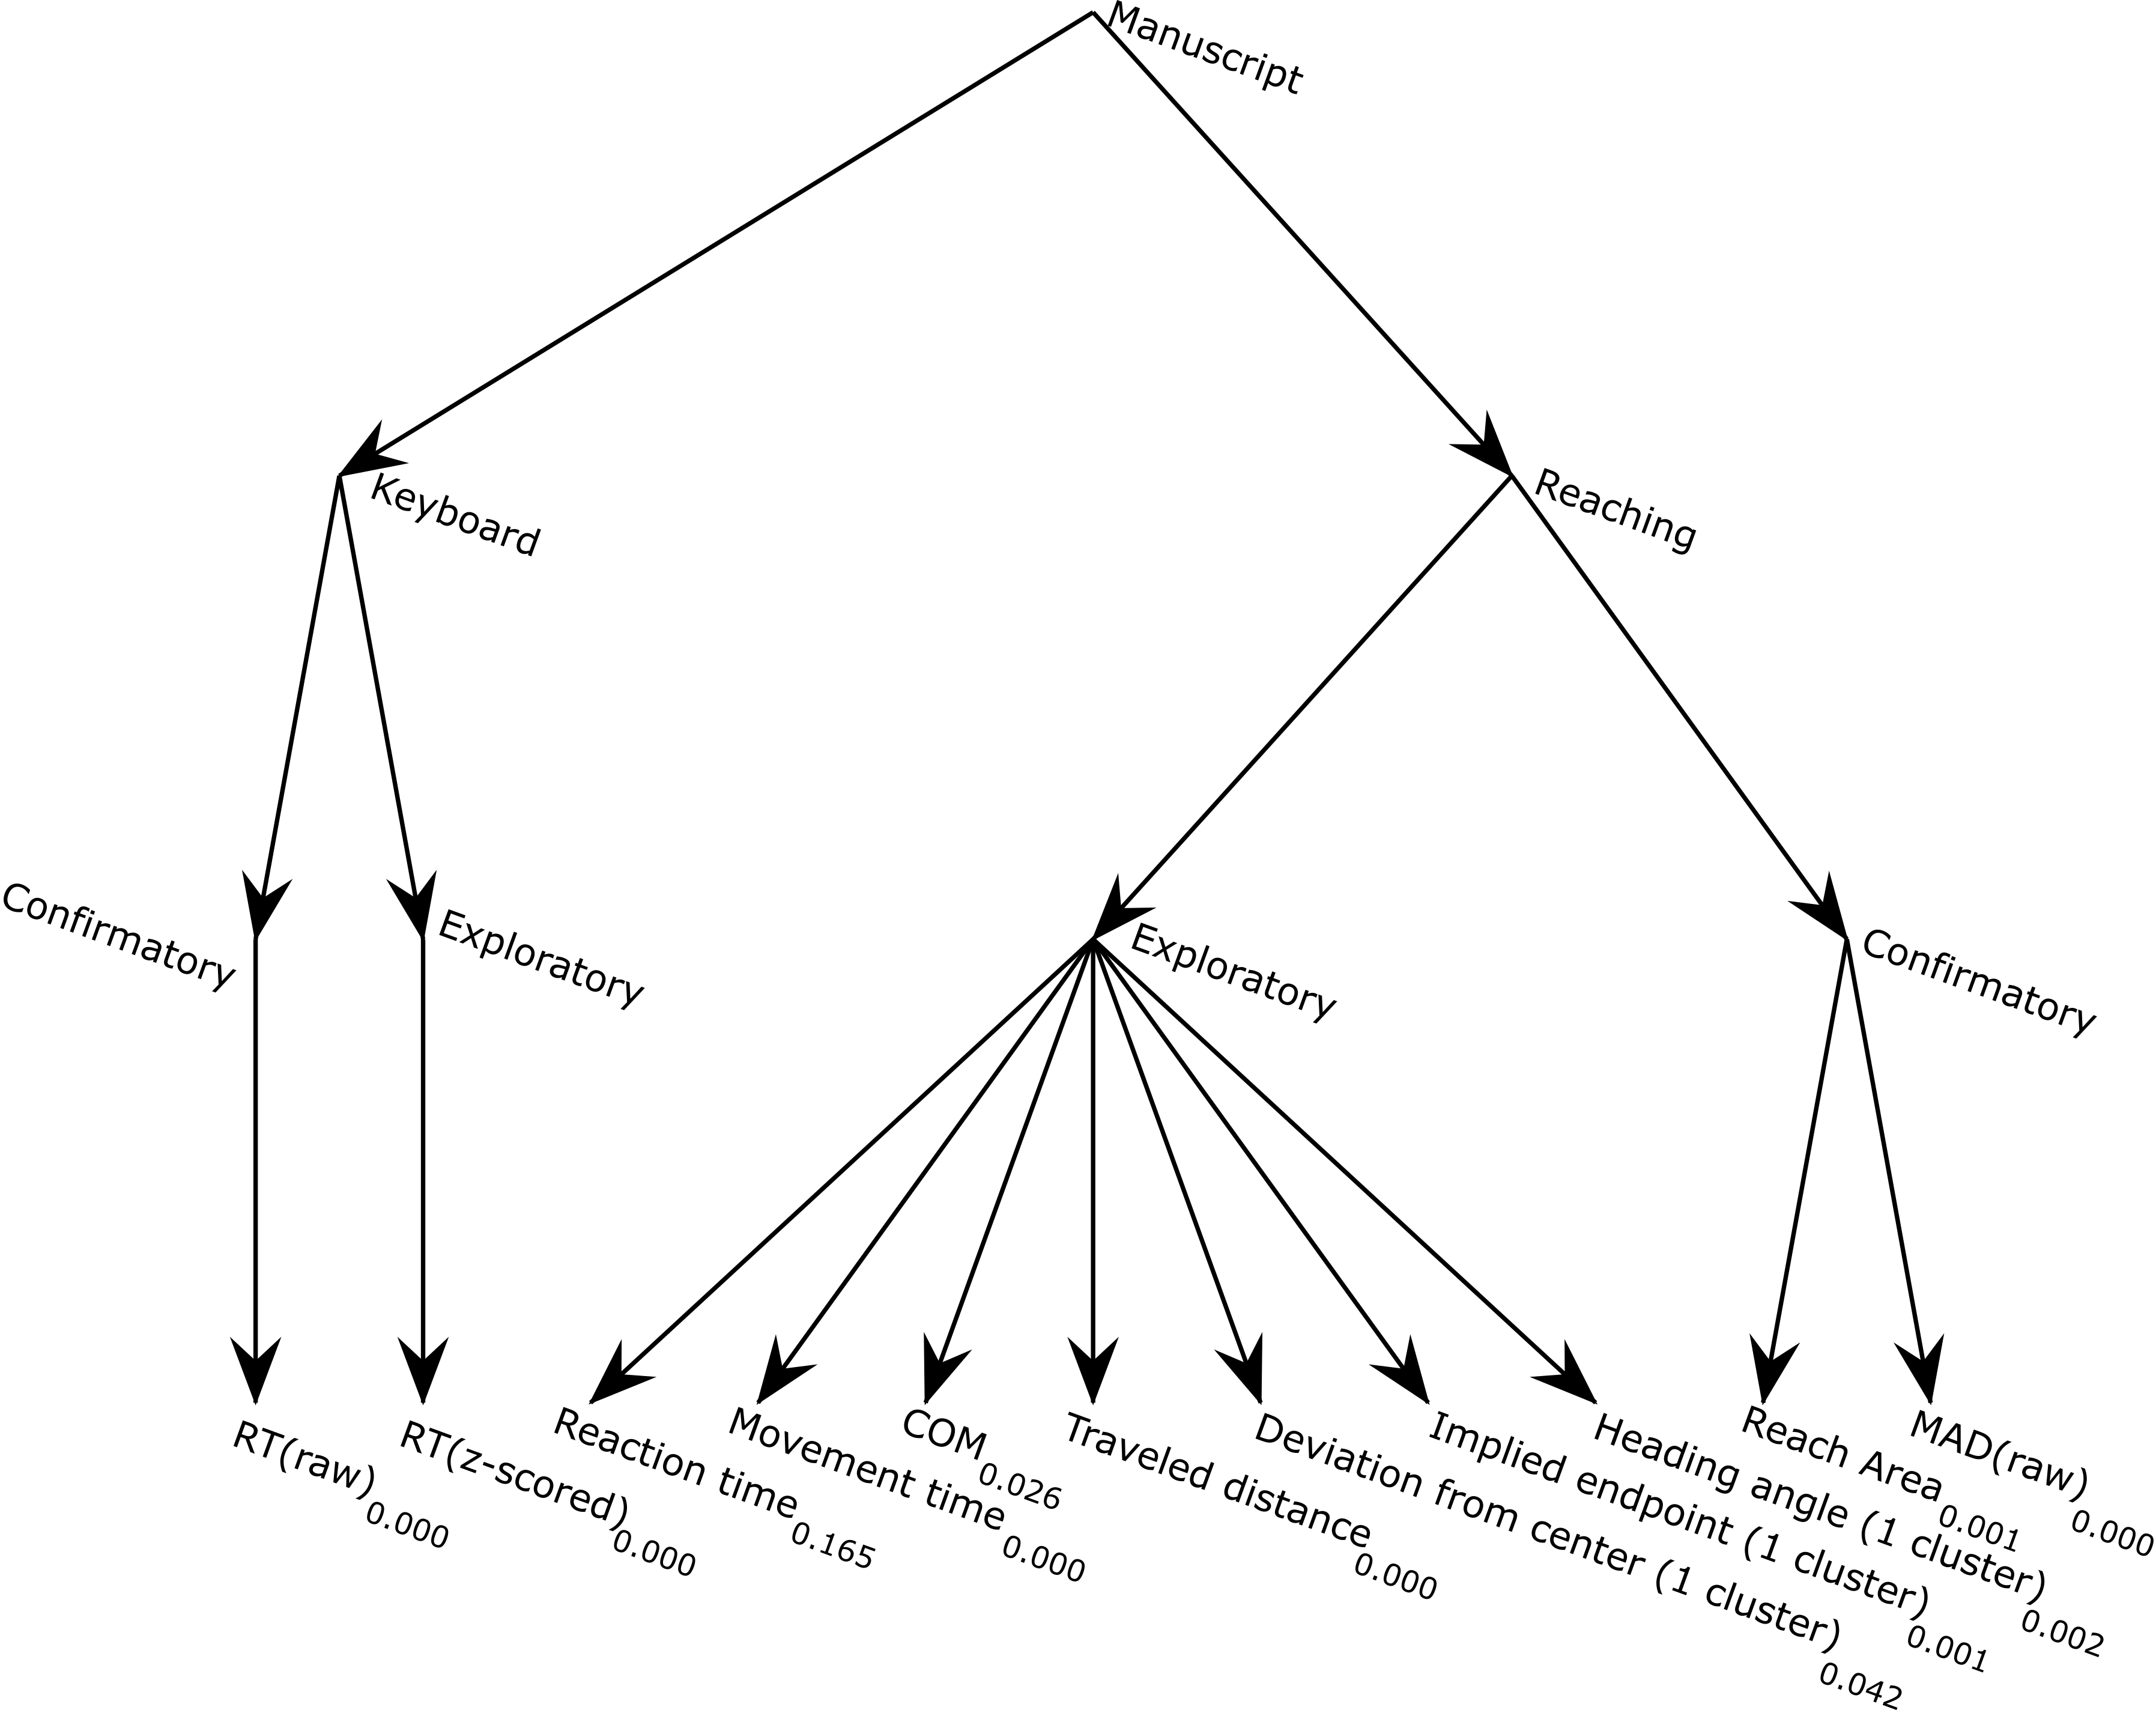 Manuscript
Keyboard
Reaching
Confirmatory
Exploratory
Exploratory
Confirmatory
RT(raw)
0.000
RT(z-scored)
0.000
Reaction time
0.165
Movement time
0.000
COM
0.026
Traveled distance
0.000
Deviation from center (1 cluster)
0.042
Implied endpoint (1 cluster)
0.001
Heading angle (1 cluster)
0.002
Reach Area
0.001
MAD(raw)
0.000